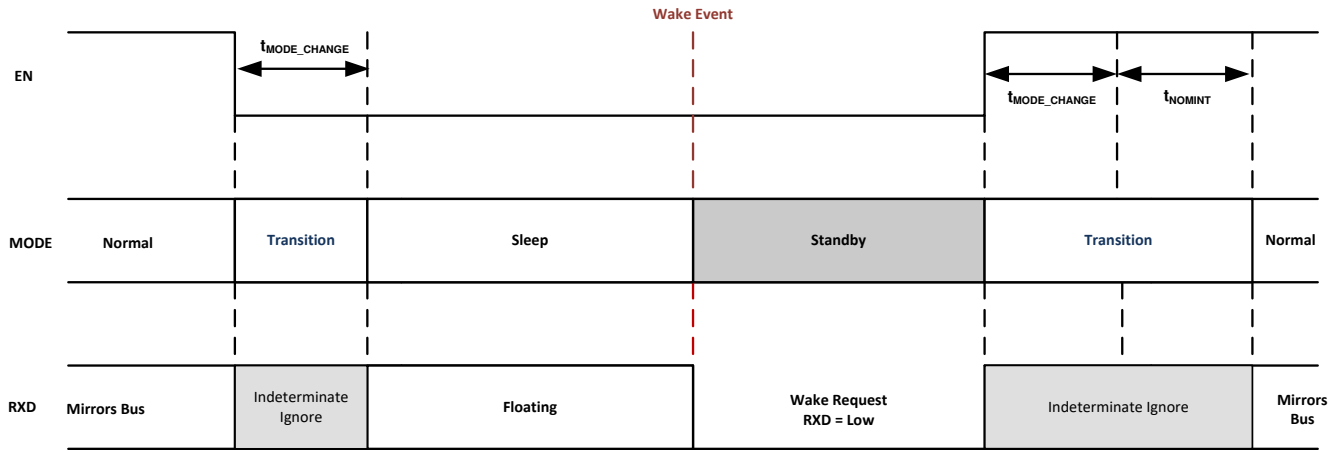 Wake Event
EN
tMODE_CHANGE
tMODE_CHANGE
tNOMINT
MODE
Normal
Transition
Sleep
Standby
Transition
Normal
RXD
Mirrors Bus
Indeterminate
Ignore
Floating
Wake Request
RXD = Low
Indeterminate Ignore
Mirrors
Bus